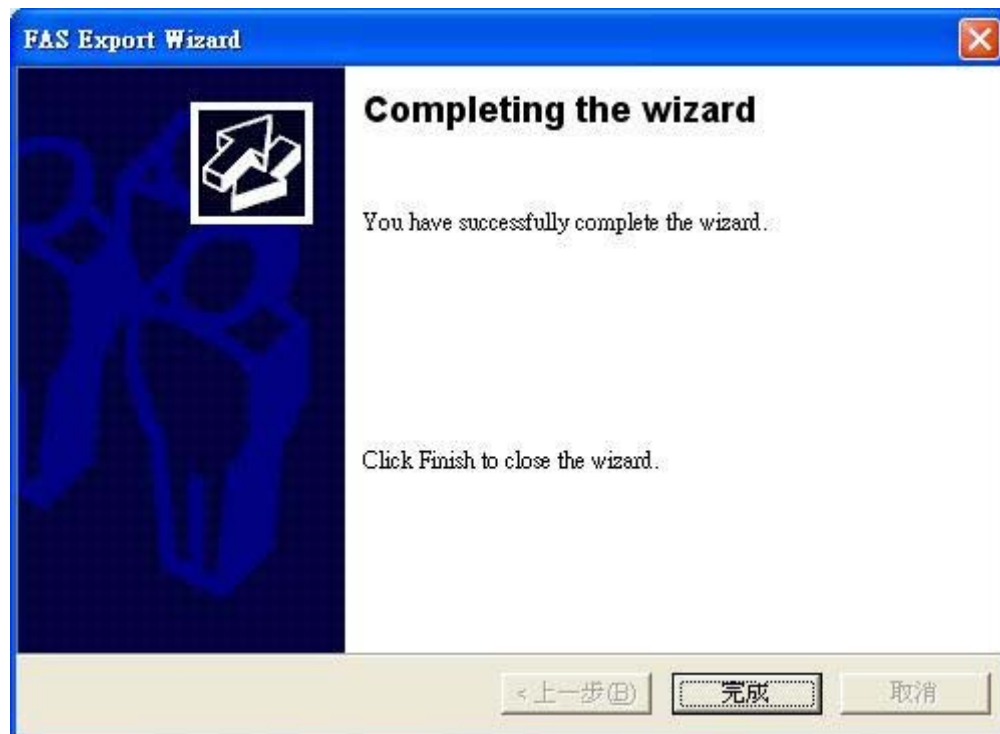 FAS Export Wizard
Completing the wizard
You have successfully complete the wizard.
Click Finish to close the wizard.
<上一步(B) 完成 取消